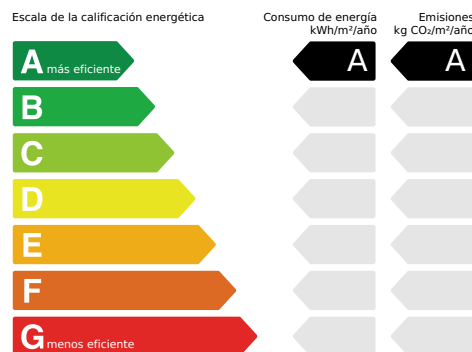 Escala de la calificación energética
Consumo de energía
kWh/m²/año
Emisiones
kg CO₂/m²/año
A más eficiente
A
A
B
C
D
E
F
G menos eficiente